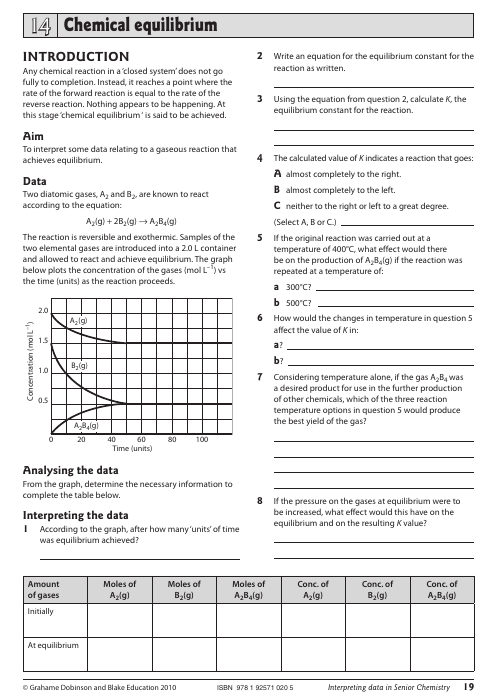 14 Chemical equilibrium
INTRODUCTION
Any chemical reaction in a 'closed system' does not go
fully to completion. Instead, it reaches a point where the
rate of the forward reaction is equal to the rate of the
reverse reaction. Nothing appears to be happening. At
this stage 'chemical equilibrium' is said to be achieved.
Aim
To interpret some data relating to a gaseous reaction that
achieves equilibrium.
Data
Two diatomic gases, A₂ and B₂, are known to react
according to the equation:
A₂(g) + 2B₂(g) → A₂B₄(g)
The reaction is reversible and exothermic. Samples of the
two elemental gases are introduced into a 2.0 L container
and allowed to react and achieve equilibrium. The graph
below plots the concentration of the gases (mol L⁻¹) vs
the time (units) as the reaction proceeds.
Concentration (mol L⁻¹)
2.0
1.5
1.0
0.5
A₂(g)
B₂(g)
A₂B₄(g)
0 20 40 60 80 100
Time (units)
Analysing the data
From the graph, determine the necessary information to
complete the table below.
Interpreting the data
1 According to the graph, after how many 'units' of time
was equilibrium achieved?
2 Write an equation for the equilibrium constant for the
reaction as written.
3 Using the equation from question 2, calculate K, the
equilibrium constant for the reaction.
4 The calculated value of K indicates a reaction that goes:
A almost completely to the right.
B almost completely to the left.
C neither to the right or left to a great degree.
(Select A, B or C.)
5 If the original reaction was carried out at a
temperature of 400°C, what effect would there
be on the production of A₂B₄(g) if the reaction was
repeated at a temperature of:
a 300°C?
b 500°C?
6 How would the changes in temperature in question 5
affect the value of K in:
a?
b?
7 Considering temperature alone, if the gas A₂B₄ was
a desired product for use in the further production
of other chemicals, which of the three reaction
temperature options in question 5 would produce
the best yield of the gas?
8 If the pressure on the gases at equilibrium were to
be increased, what effect would this have on the
equilibrium and on the resulting K value?
Amount of gases | Moles of A₂(g) | Moles of B₂(g) | Moles of A₂B₄(g) | Conc. of A₂(g) | Conc. of B₂(g) | Conc. of A₂B₄(g)
Initially
At equilibrium
© Grahame Dobinson and Blake Education 2010 ISBN 978 1 92571 020 5 Interpreting data in Senior Chemistry 19